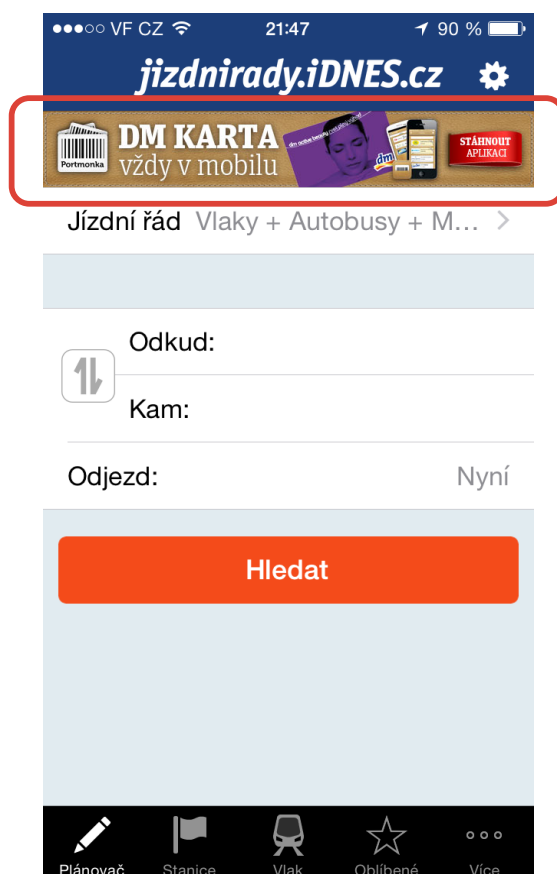 VF CZ 21:47 90 %
jizdnirady.iDNES.cz
Portmonka
DM KARTA
vždy v mobilu
dm
STÁHNOUT
APLIKACI
Jízdní řád Vlaky + Autobusy + M... >
Odkud:
Kam:
Odjezd: Nyní
Hledat
Plánovač Stanice Vlak Oblíbené Více